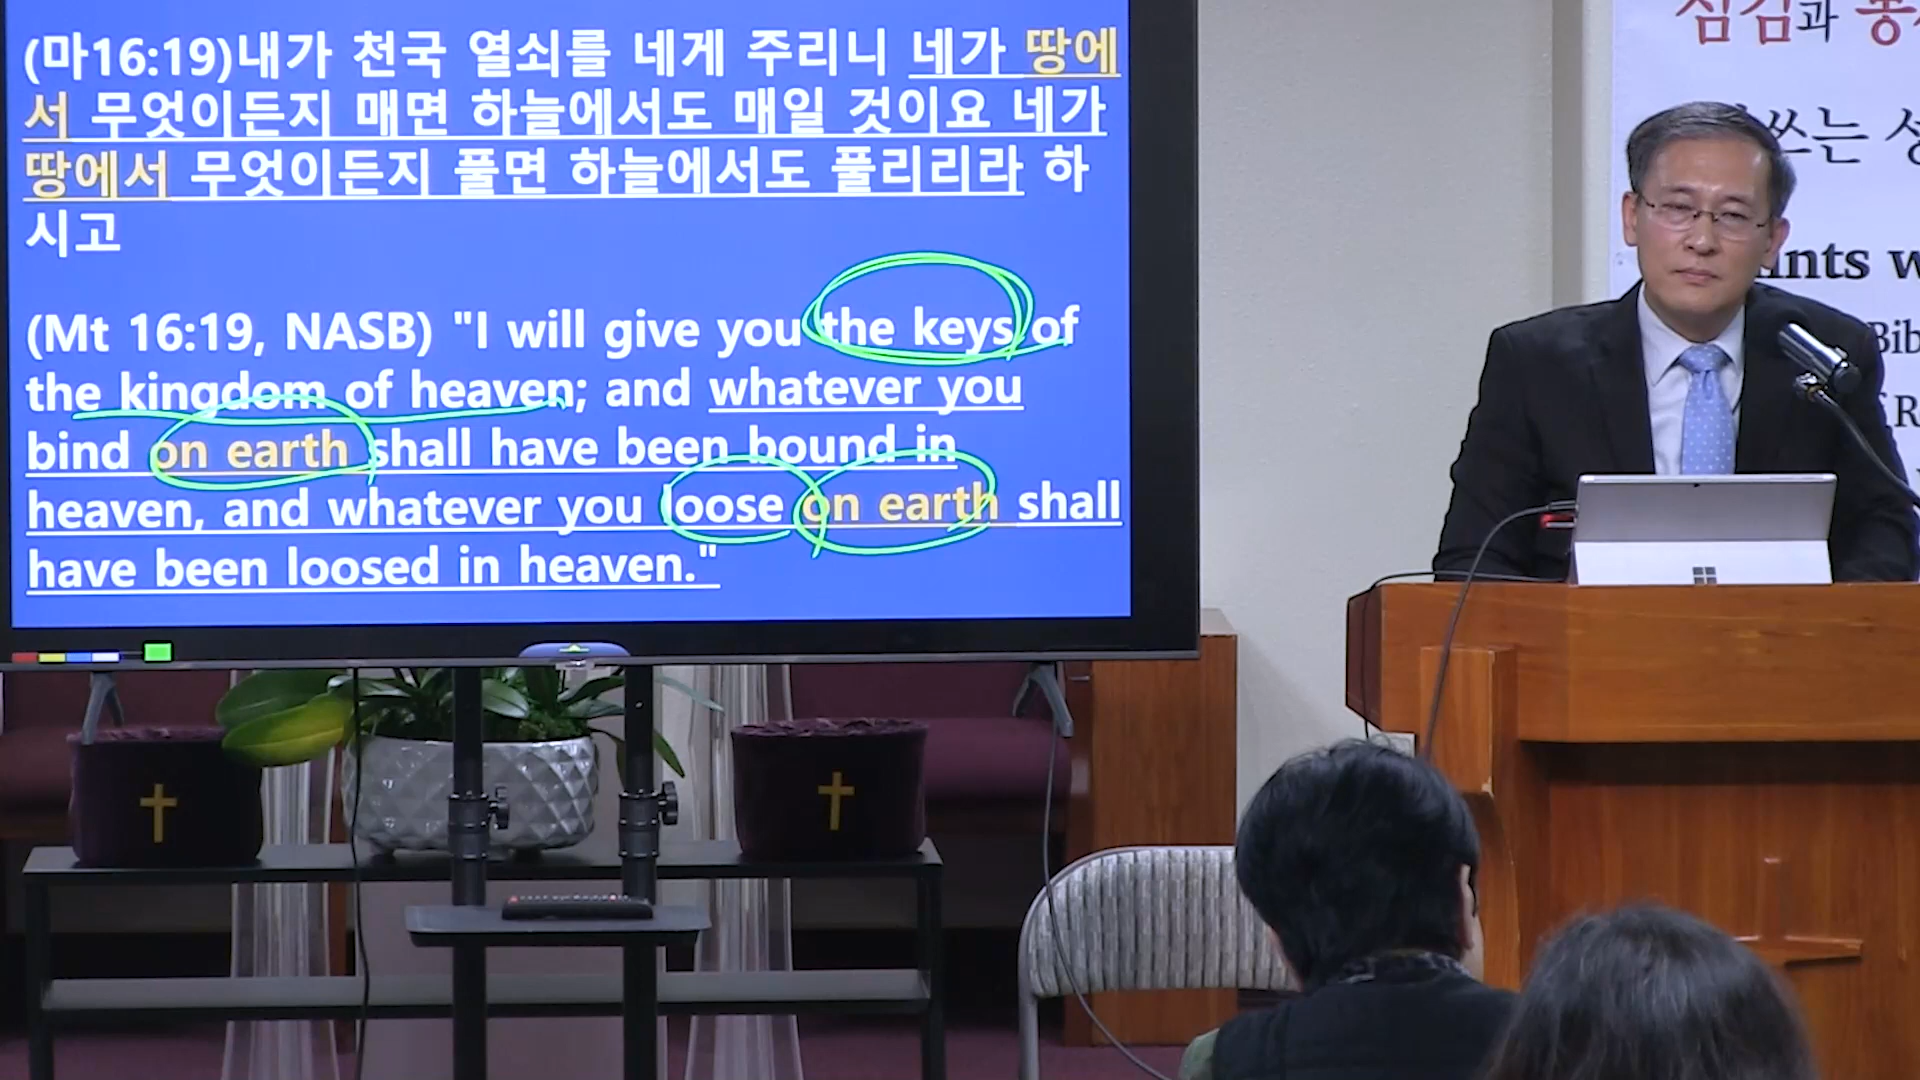 (마16:19)내가 천국 열쇠를 네게 주리니 네가 땅에
서 무엇이든지 매면 하늘에서도 매일 것이요 네가
땅에서 무엇이든지 풀면 하늘에서도 풀리리라 하
시고
(Mt 16:19, NASB) "I will give you the keys of
the kingdom of heaven; and whatever you
bind on earth shall have been bound in
heaven, and whatever you loose on earth shall
have been loosed in heaven."
섬김과
쓰는